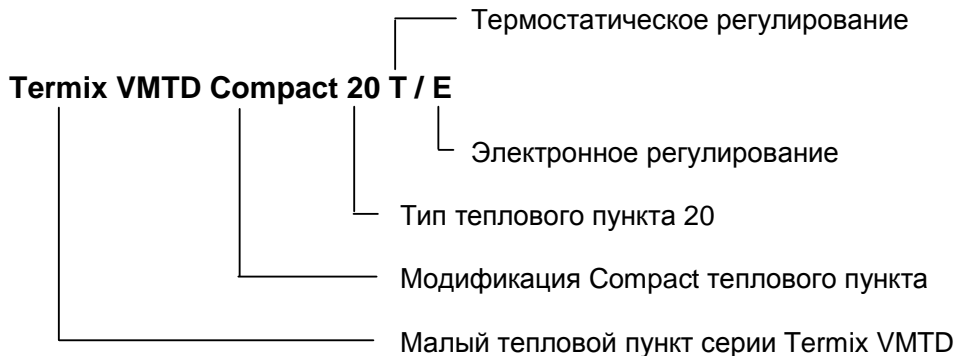 Термостатическое регулирование
Termix VMTD Compact 20 T / E
Электронное регулирование
Тип теплового пункта 20
Модификация Compact теплового пункта
Малый тепловой пункт серии Termix VMTD